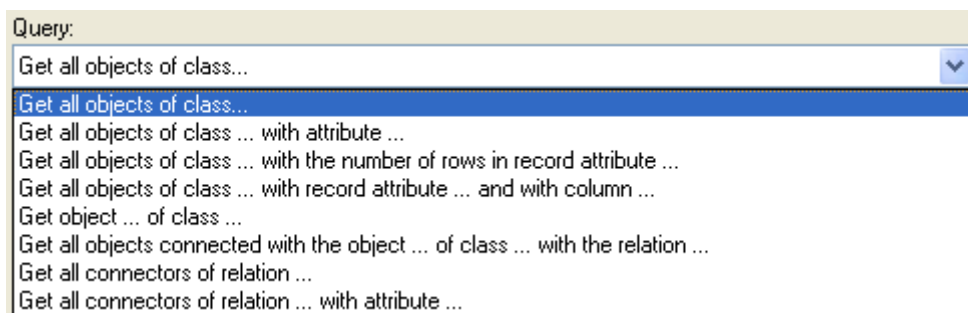 Query:
Get all objects of class...
Get all objects of class...
Get all objects of class ... with attribute ...
Get all objects of class ... with the number of rows in record attribute ...
Get all objects of class ... with record attribute ... and with column ...
Get object ... of class ...
Get all objects connected with the object ... of class ... with the relation ...
Get all connectors of relation ...
Get all connectors of relation ... with attribute ...